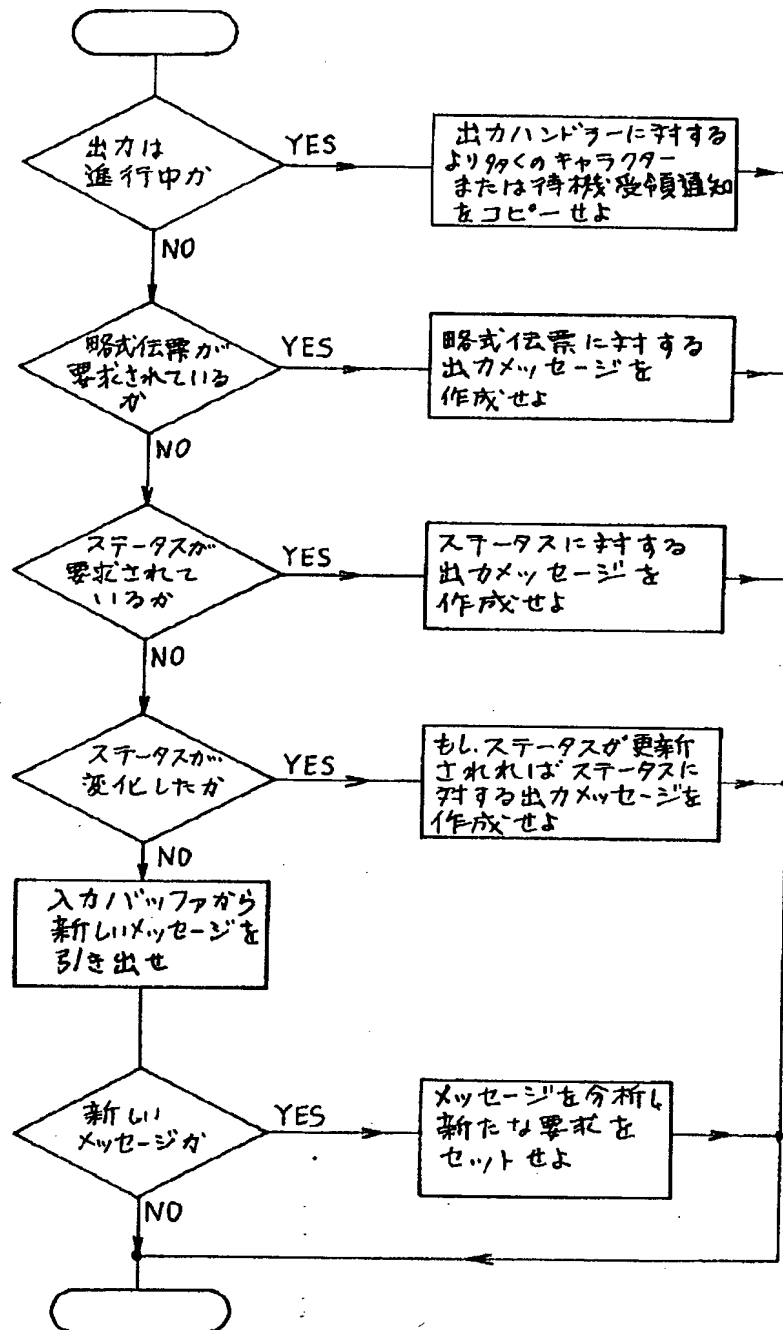 出力は
進行中か
YES
出力ハンドラーに対する
より多くのキャラクター
または待機受領通知
をコピーせよ
NO
略式伝票が
要求されている
か
YES
略式伝票に対する
出力メッセージを
作成せよ
NO
ステータスが
要求されて
いるか
YES
ステータスに対する
出力メッセージを
作成せよ
NO
ステータスが
変化したか
YES
もし、ステータスが更新
されればステータスに
対する出力メッセージを
作成せよ
NO
入力バッファから
新しいメッセージを
引き出せ
新しい
メッセージか
YES
メッセージを分析し
新たな要求を
セットせよ
NO